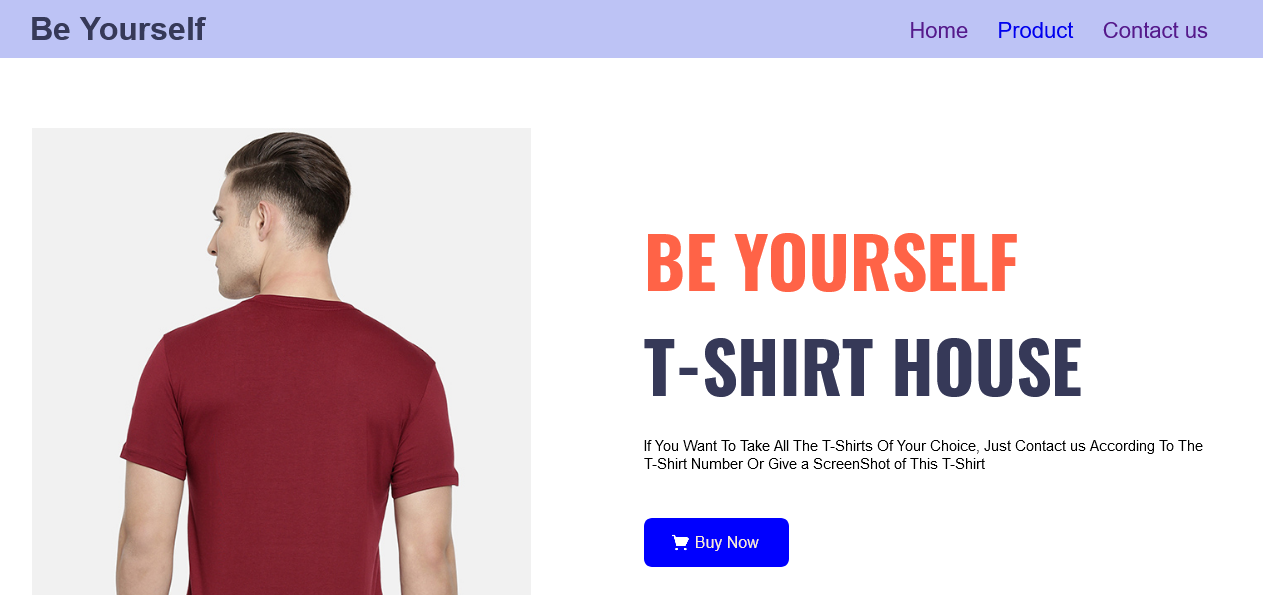 Be Yourself
Home Product Contact us
BE YOURSELF
T-SHIRT HOUSE
If You Want To Take All The T-Shirts Of Your Choice, Just Contact us According To The
T-Shirt Number Or Give a ScreenShot of This T-Shirt
Buy Now